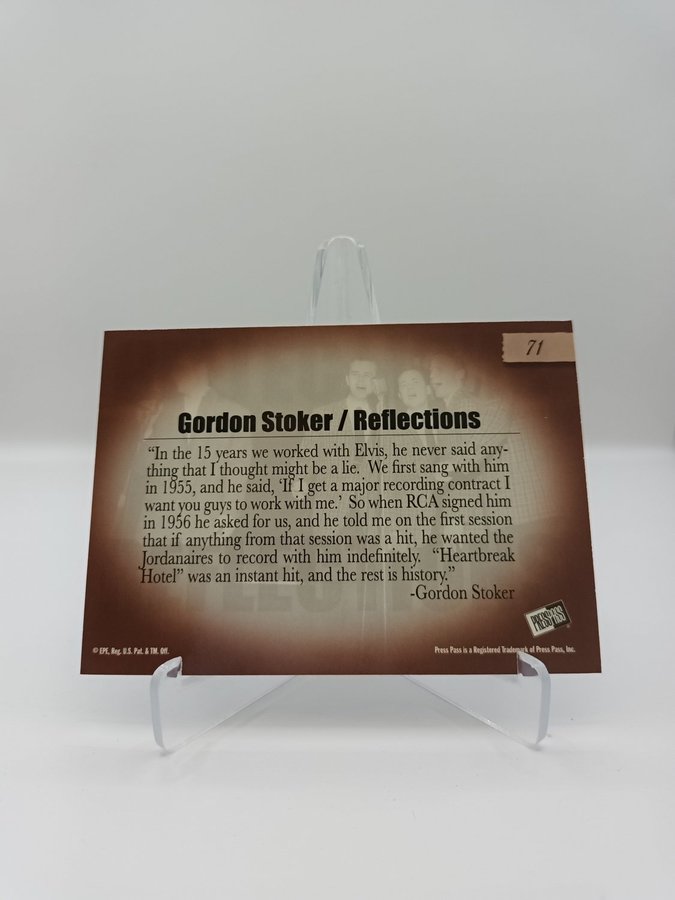 71
Gordon Stoker / Reflections
“In the 15 years we worked with Elvis, he never said any-
thing that I thought might be a lie. We first sang with him
in 1955, and he said, ‘If I get a major recording contract I
want you guys to work with me.’ So when RCA signed him
in 1956 he asked for us, and he told me on the first session
that if anything from that session was a hit, he wanted the
Jordanaires to record with him indefinitely. “Heartbreak
Hotel” was an instant hit, and the rest is history.”
-Gordon Stoker
PRESS PASS
© EPE, Reg. U.S. Pat. & TM. Off.
Press Pass is a Registered Trademark of Press Pass, Inc.